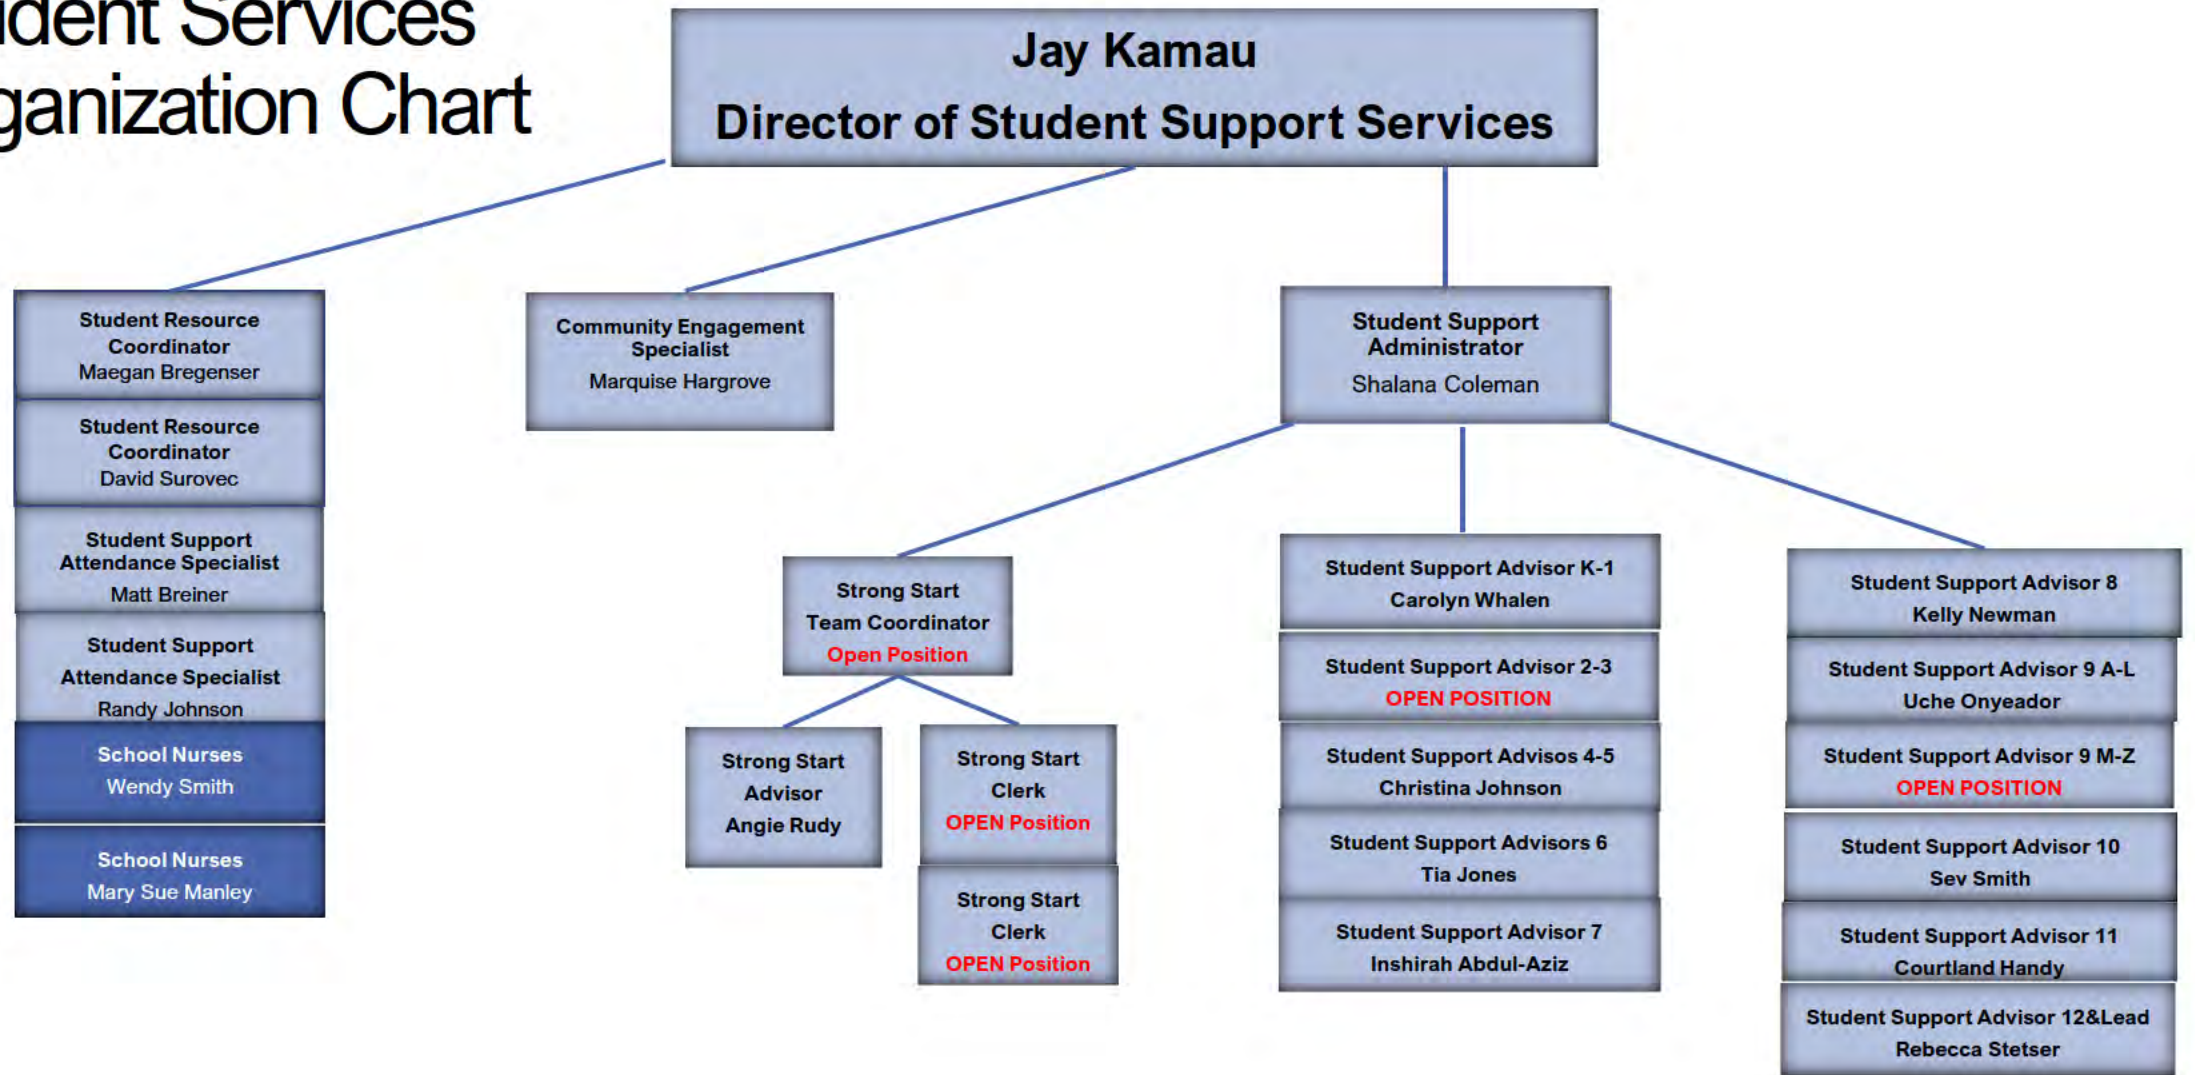 udent Services
ganization Chart
Jay Kamau
Director of Student Support Services
Student Resource
Coordinator
Maegan Bregenser
Student Resource
Coordinator
David Surovec
Student Support
Attendance Specialist
Matt Breiner
Student Support
Attendance Specialist
Randy Johnson
School Nurses
Wendy Smith
School Nurses
Mary Sue Manley
Community Engagement
Specialist
Marquise Hargrove
Student Support
Administrator
Shalana Coleman
Strong Start
Team Coordinator
Open Position
Strong Start
Advisor
Angie Rudy
Strong Start
Clerk
OPEN Position
Strong Start
Clerk
OPEN Position
Student Support Advisor K-1
Carolyn Whalen
Student Support Advisor 2-3
OPEN POSITION
Student Support Advisos 4-5
Christina Johnson
Student Support Advisors 6
Tia Jones
Student Support Advisor 7
Inshirah Abdul-Aziz
Student Support Advisor 8
Kelly Newman
Student Support Advisor 9 A-L
Uche Onyeador
Student Support Advisor 9 M-Z
OPEN POSITION
Student Support Advisor 10
Sev Smith
Student Support Advisor 11
Courtland Handy
Student Support Advisor 12&Lead
Rebecca Stetser